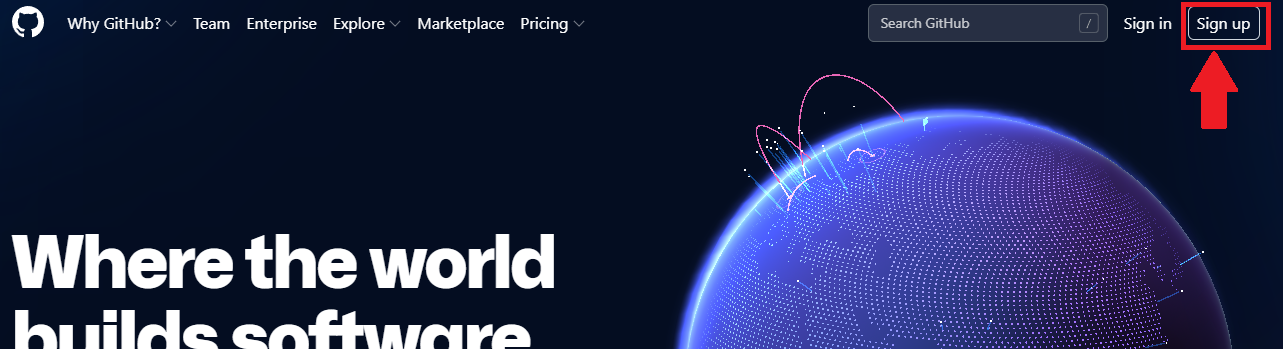 Why GitHub? Team Enterprise Explore Marketplace Pricing Search GitHub / Sign in Sign up
Where the world
builds software